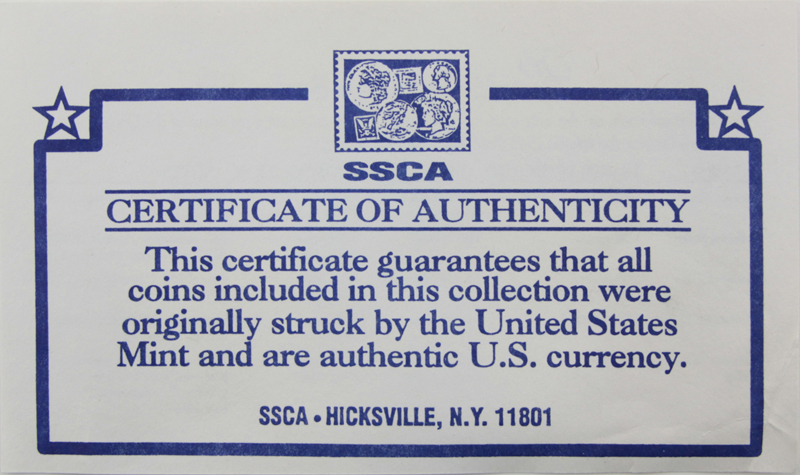 SSCA
CERTIFICATE OF AUTHENTICITY
This certificate guarantees that all
coins included in this collection were
originally struck by the United States
Mint and are authentic U.S. currency.
SSCA • HICKSVILLE, N.Y. 11801